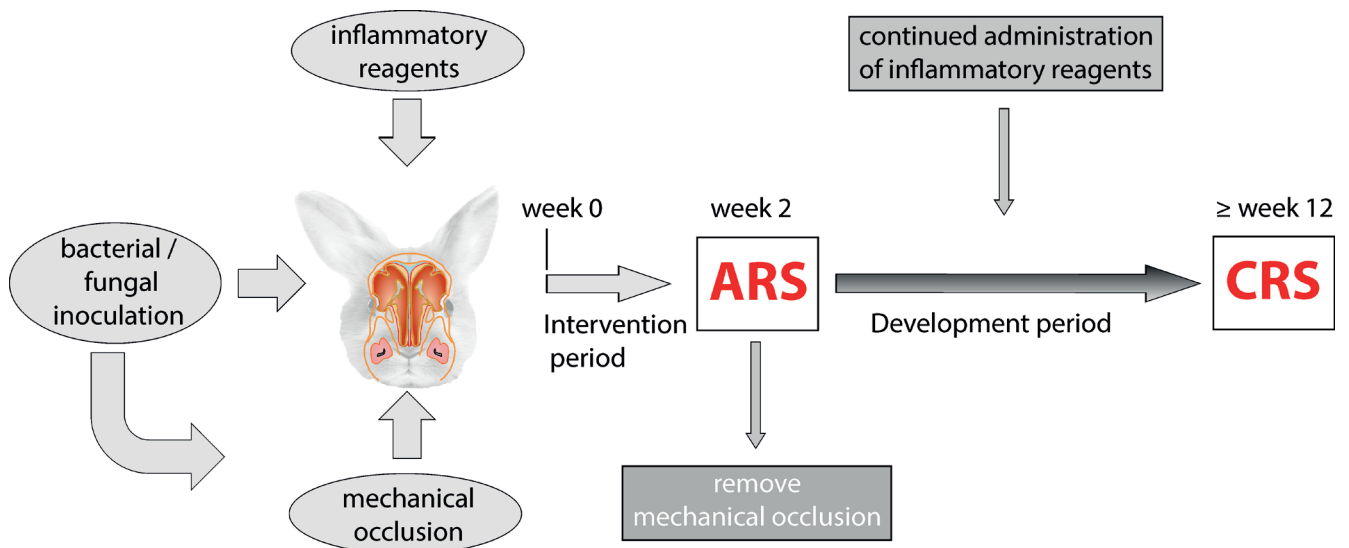 inflammatory
reagents
continued administration
of inflammatory reagents
week 0
week 2
≥ week 12
bacterial /
fungal
inoculation
ARS
CRS
Intervention
period
Development period
mechanical
occlusion
remove
mechanical occlusion